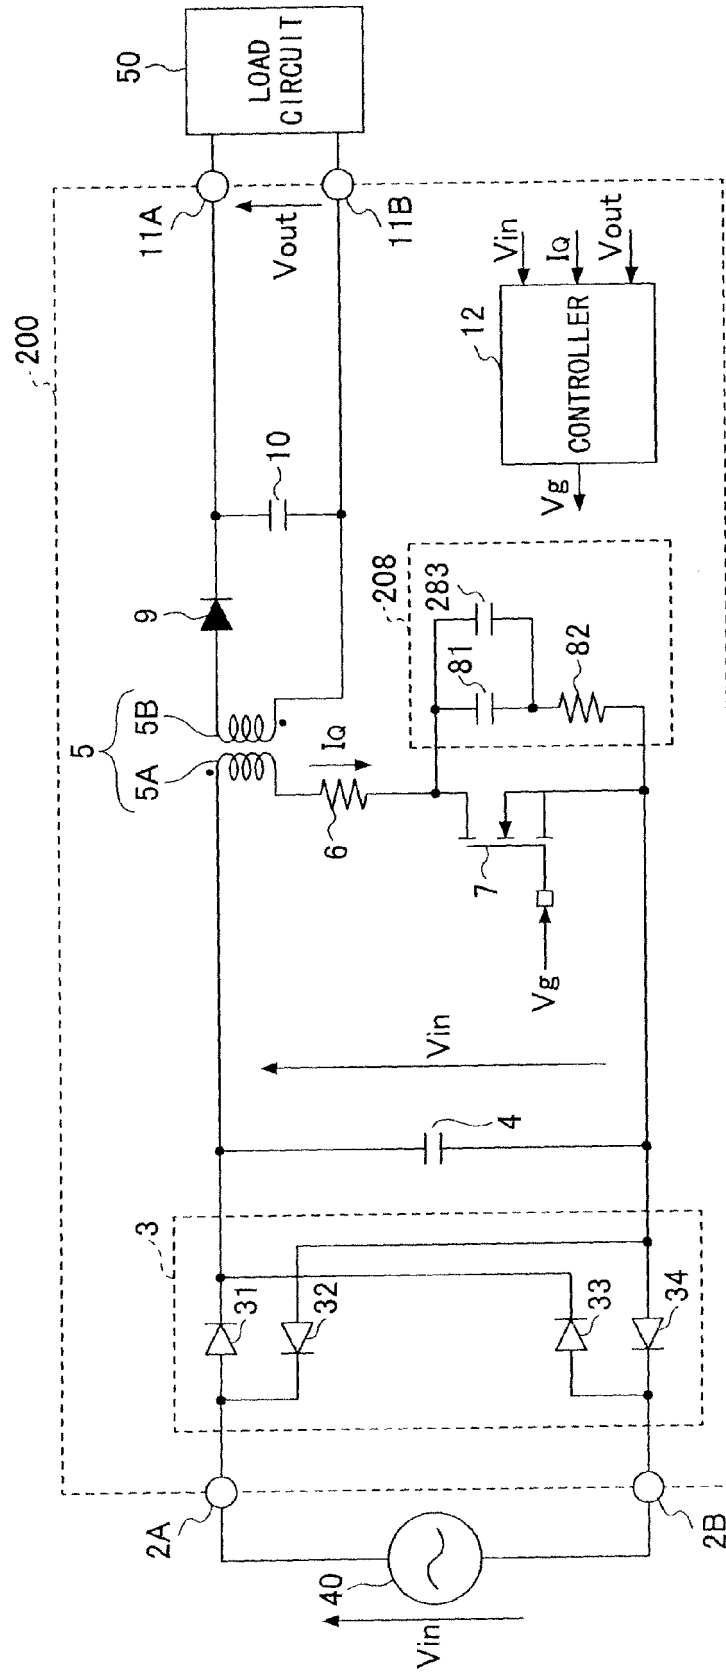 200
50
LOAD
CIRCUIT
11A
11B
Vout
10
9
5
5A
5B
IQ
6
7
Vg
208
283
81
82
12
CONTROLLER
Vin
IQ
Vout
Vg
Vin
4
3
31
32
33
34
2A
2B
40
Vin